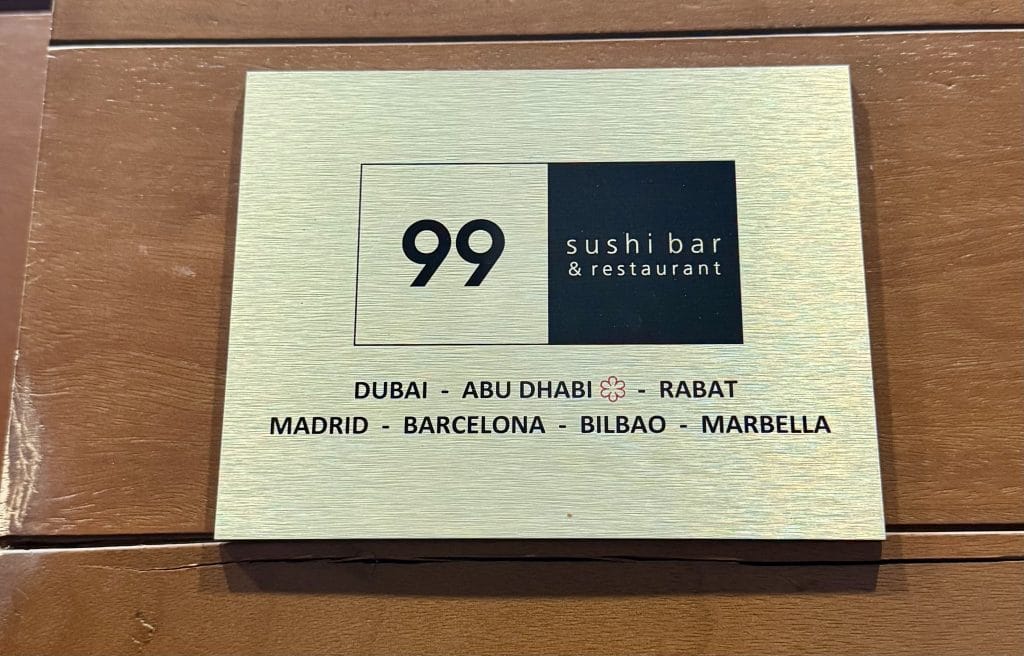 99
sushi bar
& restaurant
DUBAI - ABU DHABI - RABAT
MADRID - BARCELONA - BILBAO - MARBELLA